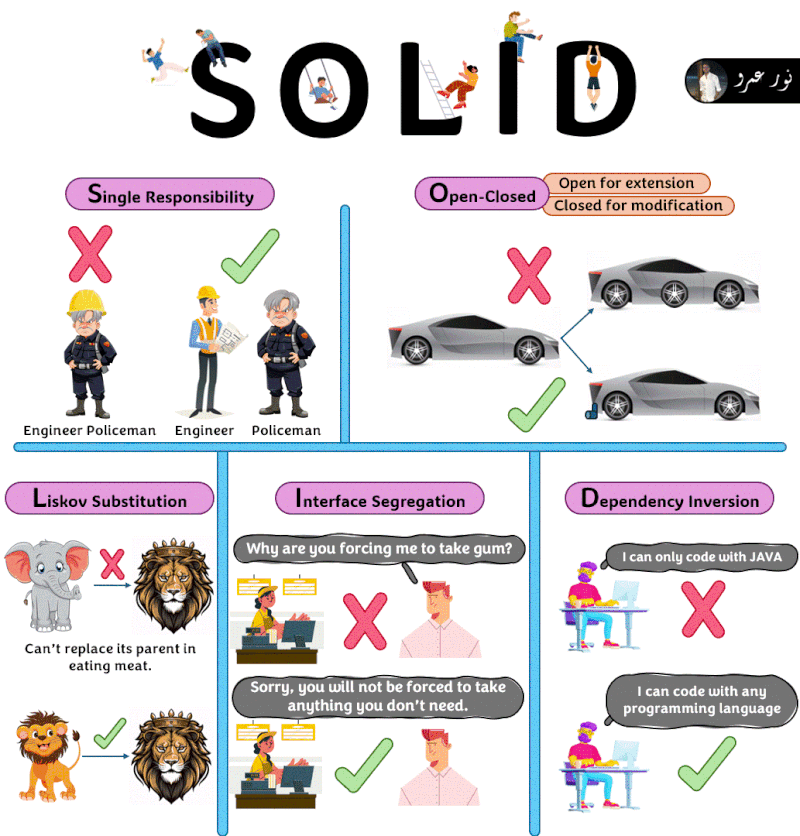 SOLID
نور عمرو
Single Responsibility
Open-Closed
Open for extension
Closed for modification
Engineer Policeman
Engineer
Policeman
Liskov Substitution
Can't replace its parent in
eating meat.
Interface Segregation
Why are you forcing me to take gum?
Sorry, you will not be forced to take
anything you don't need.
Dependency Inversion
I can only code with JAVA
I can code with any
programming language